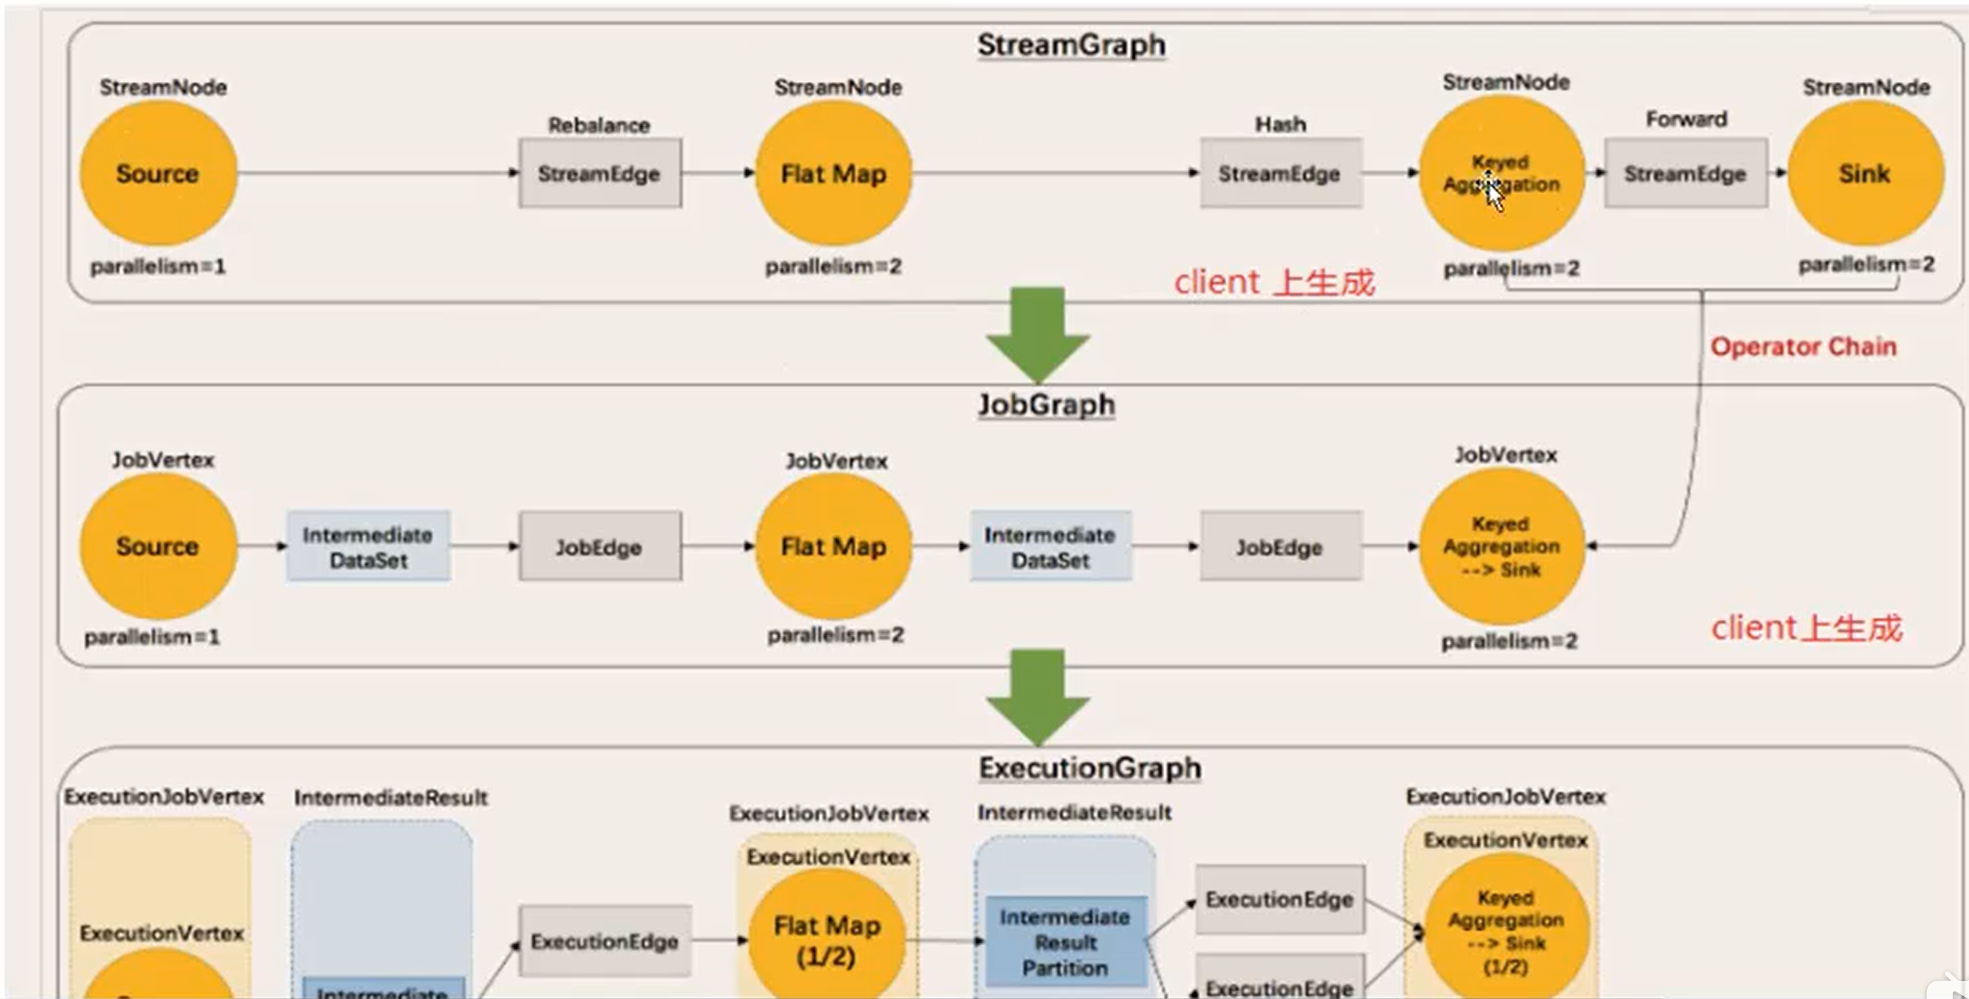 StreamGraph
StreamNode
Source
parallelism=1
Rebalance
StreamEdge
StreamNode
Flat Map
parallelism=2
Hash
StreamEdge
StreamNode
Keyed
Aggregation
parallelism=2
Forward
StreamEdge
StreamNode
Sink
parallelism=2
client 上生成
Operator Chain
JobGraph
JobVertex
Source
parallelism=1
Intermediate
DataSet
JobEdge
JobVertex
Flat Map
parallelism=2
Intermediate
DataSet
JobEdge
JobVertex
Keyed
Aggregation
--> Sink
parallelism=2
client上生成
ExecutionGraph
ExecutionJobVertex
ExecutionVertex
IntermediateResult
Intermediate
ExecutionEdge
ExecutionJobVertex
ExecutionVertex
Flat Map
(1/2)
IntermediateResult
Intermediate
Result
Partition
ExecutionEdge
ExecutionEdge
ExecutionJobVertex
ExecutionVertex
Keyed
Aggregation
--> Sink
(1/2)